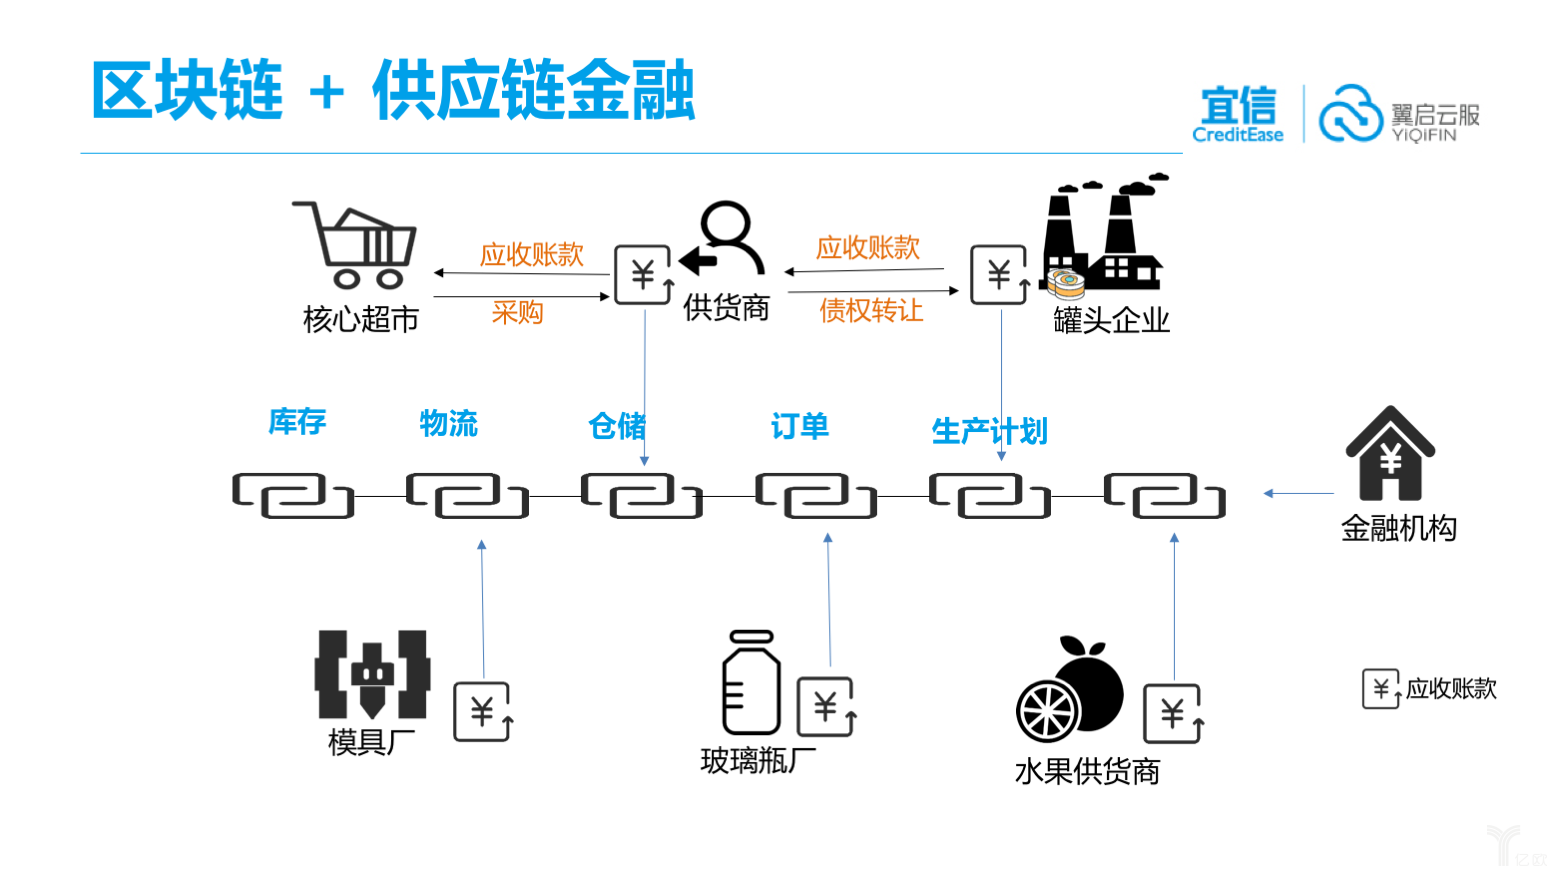 区块链 + 供应链金融
宜信
CreditEase
翼启云服
YIQIFIN
应收账款
采购
应收账款
债权转让
¥
¥
核心超市
供货商
罐头企业
库存
物流
仓储
订单
生产计划
¥
金融机构
¥
¥
¥
模具厂
玻璃瓶厂
水果供货商
¥
应收账款
亿欧